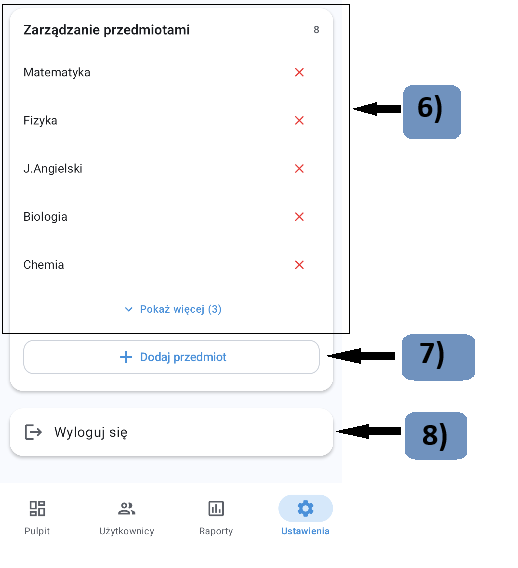 Zarządzanie przedmiotami 8
Matematyka
6)
Fizyka
J.Angielski
Biologia
Chemia
Pokaż więcej (3)
Dodaj przedmiot
7)
Wyloguj się
8)
Pulpit Użytkownicy Raporty Ustawienia